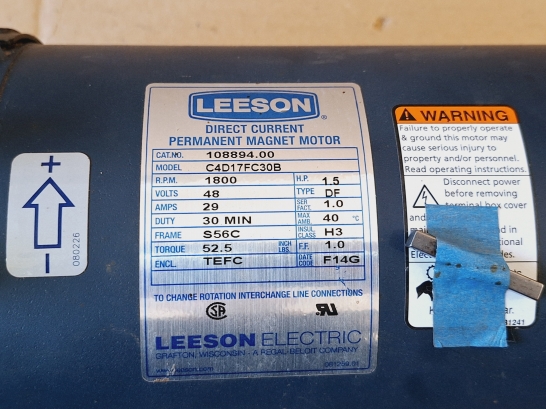 +
−
080226
LEESON®
DIRECT CURRENT
PERMANENT MAGNET MOTOR
CAT.NO. 108894.00
MODEL C4D17FC30B
R.P.M. 1800 H.P. 1.5
VOLTS 48 TYPE DF
AMPS 29 SER FACT. 1.0
DUTY 30 MIN MAX. AMB. 40 °C
FRAME S56C INSUL CLASS H3
TORQUE 52.5 INCH LBS. F.F. 1.0
ENCL. TEFC DATE CODE F14G
TO CHANGE ROTATION INTERCHANGE LINE CONNECTIONS
LEESON ELECTRIC
GRAFTON, WISCONSIN - A REGAL-BELOIT COMPANY
WARNING
Failure to properly operate
& ground this motor may
cause serious injury to
property and/or personnel.
Read operating instructions.
Disconnect power
before removing
terminal box cover
and
in
tional
Elect